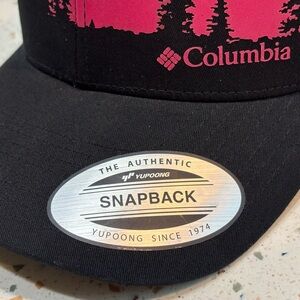 Columbia
THE AUTHENTIC
YUPOONG
SNAPBACK
YUPOONG SINCE 1974